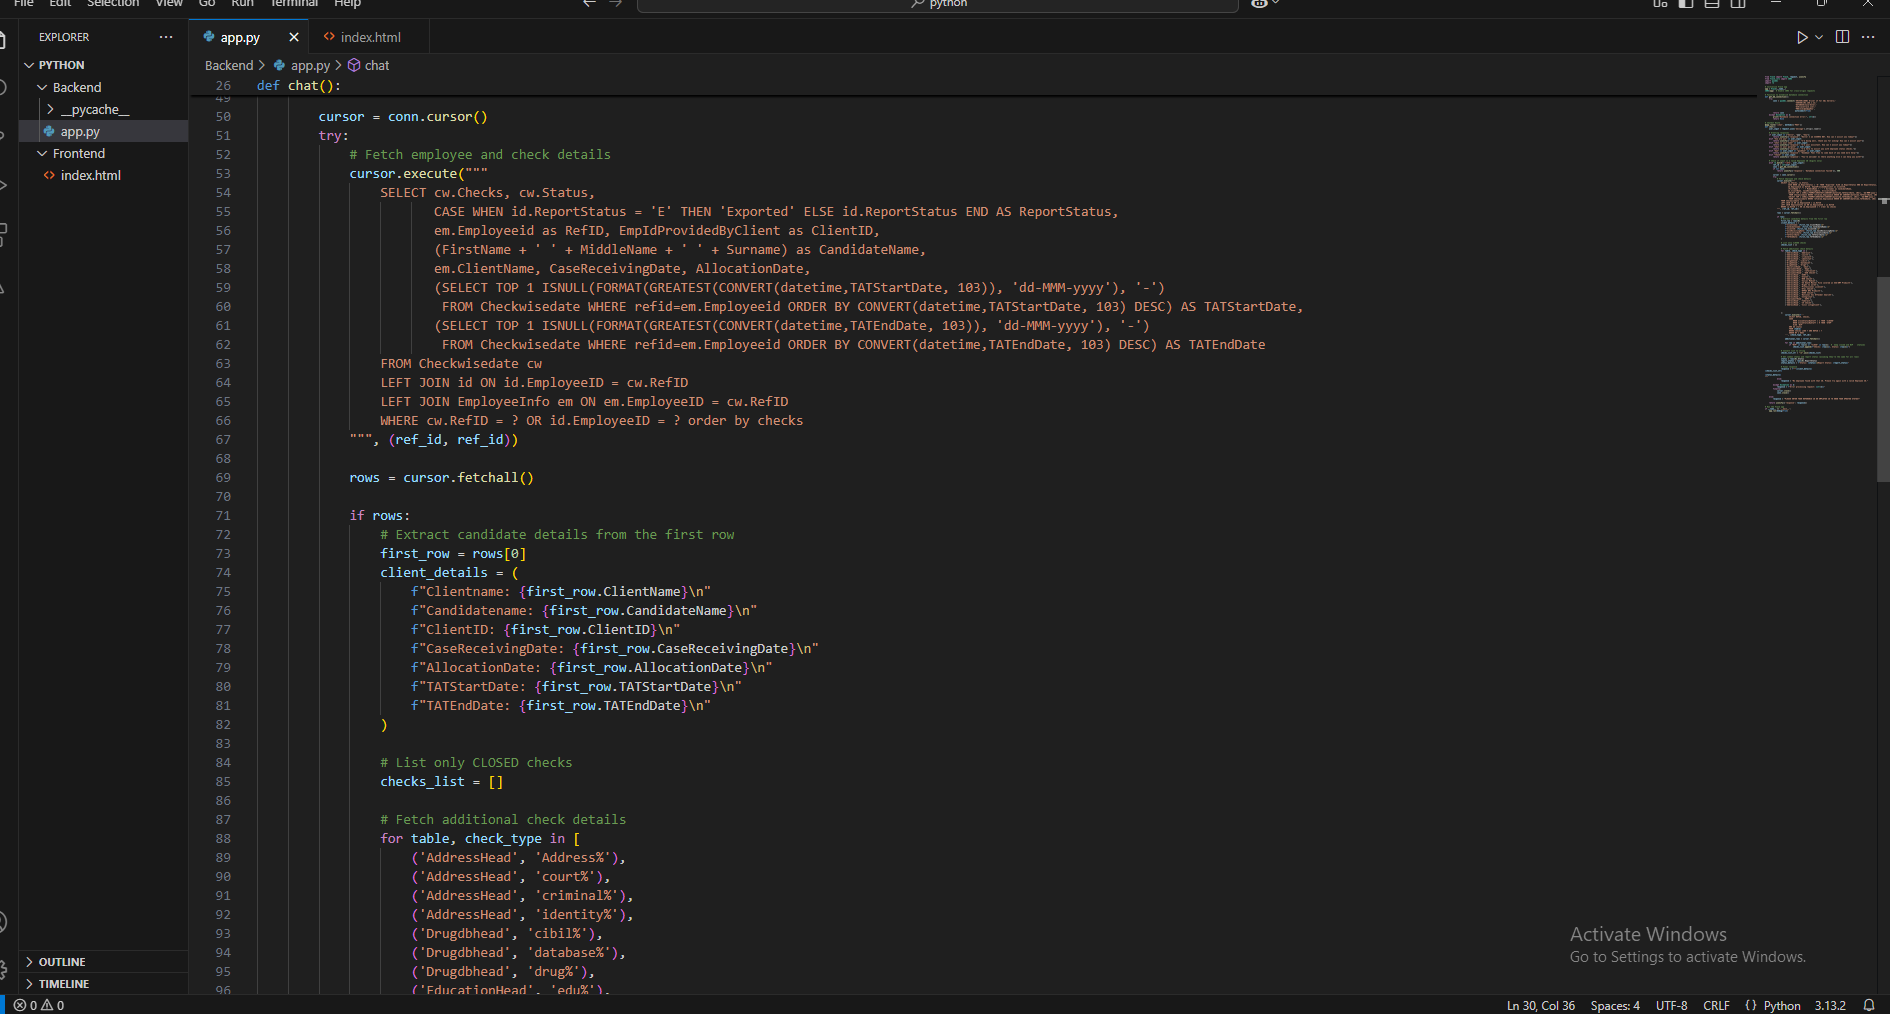 File Edit Selection View Go Run Terminal Help
python
EXPLORER
PYTHON
Backend
__pycache__
app.py
Frontend
index.html
OUTLINE
TIMELINE
app.py
index.html
Backend > app.py > chat
26 def chat():
49
50 cursor = conn.cursor()
51 try:
52 # Fetch employee and check details
53 cursor.execute("""
54 SELECT cw.Checks, cw.Status,
55 CASE WHEN id.ReportStatus = 'E' THEN 'Exported' ELSE id.ReportStatus END AS ReportStatus,
56 em.Employeeid as RefID, EmpIdProvidedByClient as ClientID,
57 (FirstName + ' ' + MiddleName + ' ' + Surname) as CandidateName,
58 em.ClientName, CaseReceivingDate, AllocationDate,
59 (SELECT TOP 1 ISNULL(FORMAT(GREATEST(CONVERT(datetime,TATStartDate, 103)), 'dd-MMM-yyyy'), '-')
60 FROM Checkwisedate WHERE refid=em.Employeeid ORDER BY CONVERT(datetime,TATStartDate, 103) DESC) AS TATStartDate,
61 (SELECT TOP 1 ISNULL(FORMAT(GREATEST(CONVERT(datetime,TATEndDate, 103)), 'dd-MMM-yyyy'), '-')
62 FROM Checkwisedate WHERE refid=em.Employeeid ORDER BY CONVERT(datetime,TATEndDate, 103) DESC) AS TATEndDate
63 FROM Checkwisedate cw
64 LEFT JOIN id ON id.EmployeeID = cw.RefID
65 LEFT JOIN EmployeeInfo em ON em.EmployeeID = cw.RefID
66 WHERE cw.RefID = ? OR id.EmployeeID = ? order by checks
67 """, (ref_id, ref_id))
68
69 rows = cursor.fetchall()
70
71 if rows:
72 # Extract candidate details from the first row
73 first_row = rows[0]
74 client_details = (
75 f"Clientname: {first_row.ClientName}\n"
76 f"Candidatename: {first_row.CandidateName}\n"
77 f"ClientID: {first_row.ClientID}\n"
78 f"CaseReceivingDate: {first_row.CaseReceivingDate}\n"
79 f"AllocationDate: {first_row.AllocationDate}\n"
80 f"TATStartDate: {first_row.TATStartDate}\n"
81 f"TATEndDate: {first_row.TATEndDate}\n"
82 )
83
84 # List only CLOSED checks
85 checks_list = []
86
87 # Fetch additional check details
88 for table, check_type in [
89 ('AddressHead', 'Address%'),
90 ('AddressHead', 'court%'),
91 ('AddressHead', 'criminal%'),
92 ('AddressHead', 'identity%'),
93 ('Drugdbhead', 'cibil%'),
94 ('Drugdbhead', 'database%'),
95 ('Drugdbhead', 'drug%'),
96 ('EducationHead', 'edu%'),
Activate Windows
Go to Settings to activate Windows.
0 0
Ln 30, Col 36 Spaces: 4 UTF-8 CRLF {} Python 3.13.2